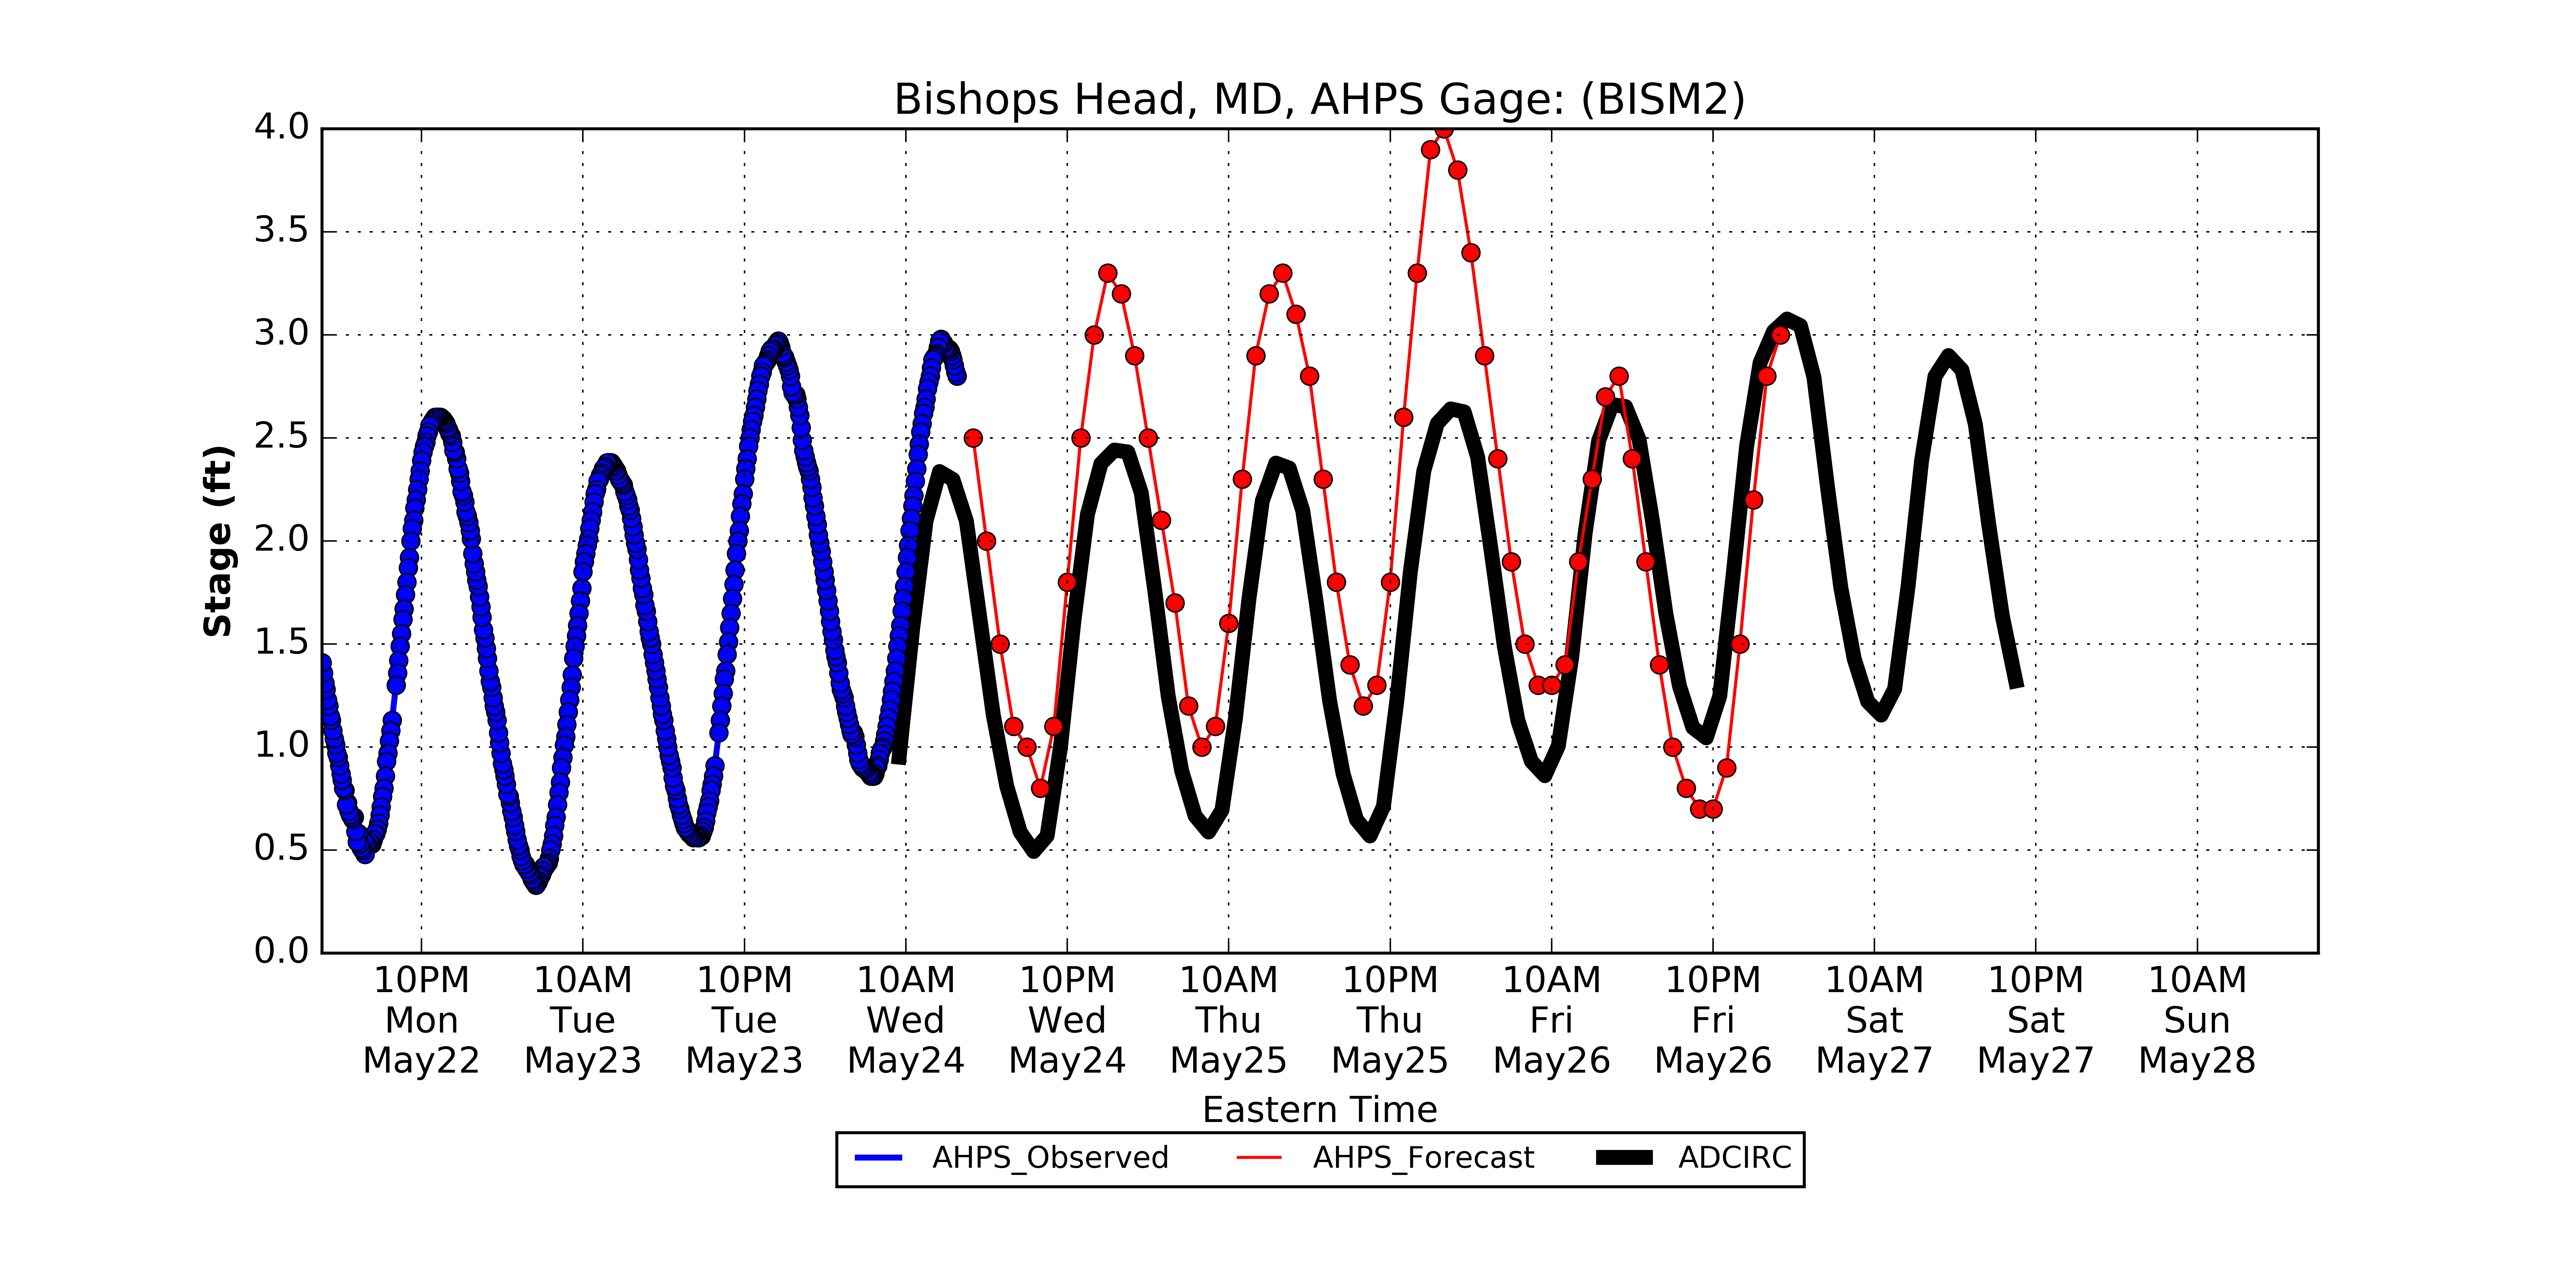 Bishops Head, MD, AHPS Gage: (BISM2)
4.0
3.5
3.0
2.5
2.0
1.5
1.0
0.5
0.0
Stage (ft)
10PM 10AM 10PM 10AM 10PM 10AM 10PM 10AM 10PM 10AM 10PM 10AM
Mon Tue Tue Wed Wed Thu Thu Fri Fri Sat Sat Sun
May22 May23 May23 May24 May24 May25 May25 May26 May26 May27 May27 May28
Eastern Time
AHPS_Observed AHPS_Forecast ADCIRC